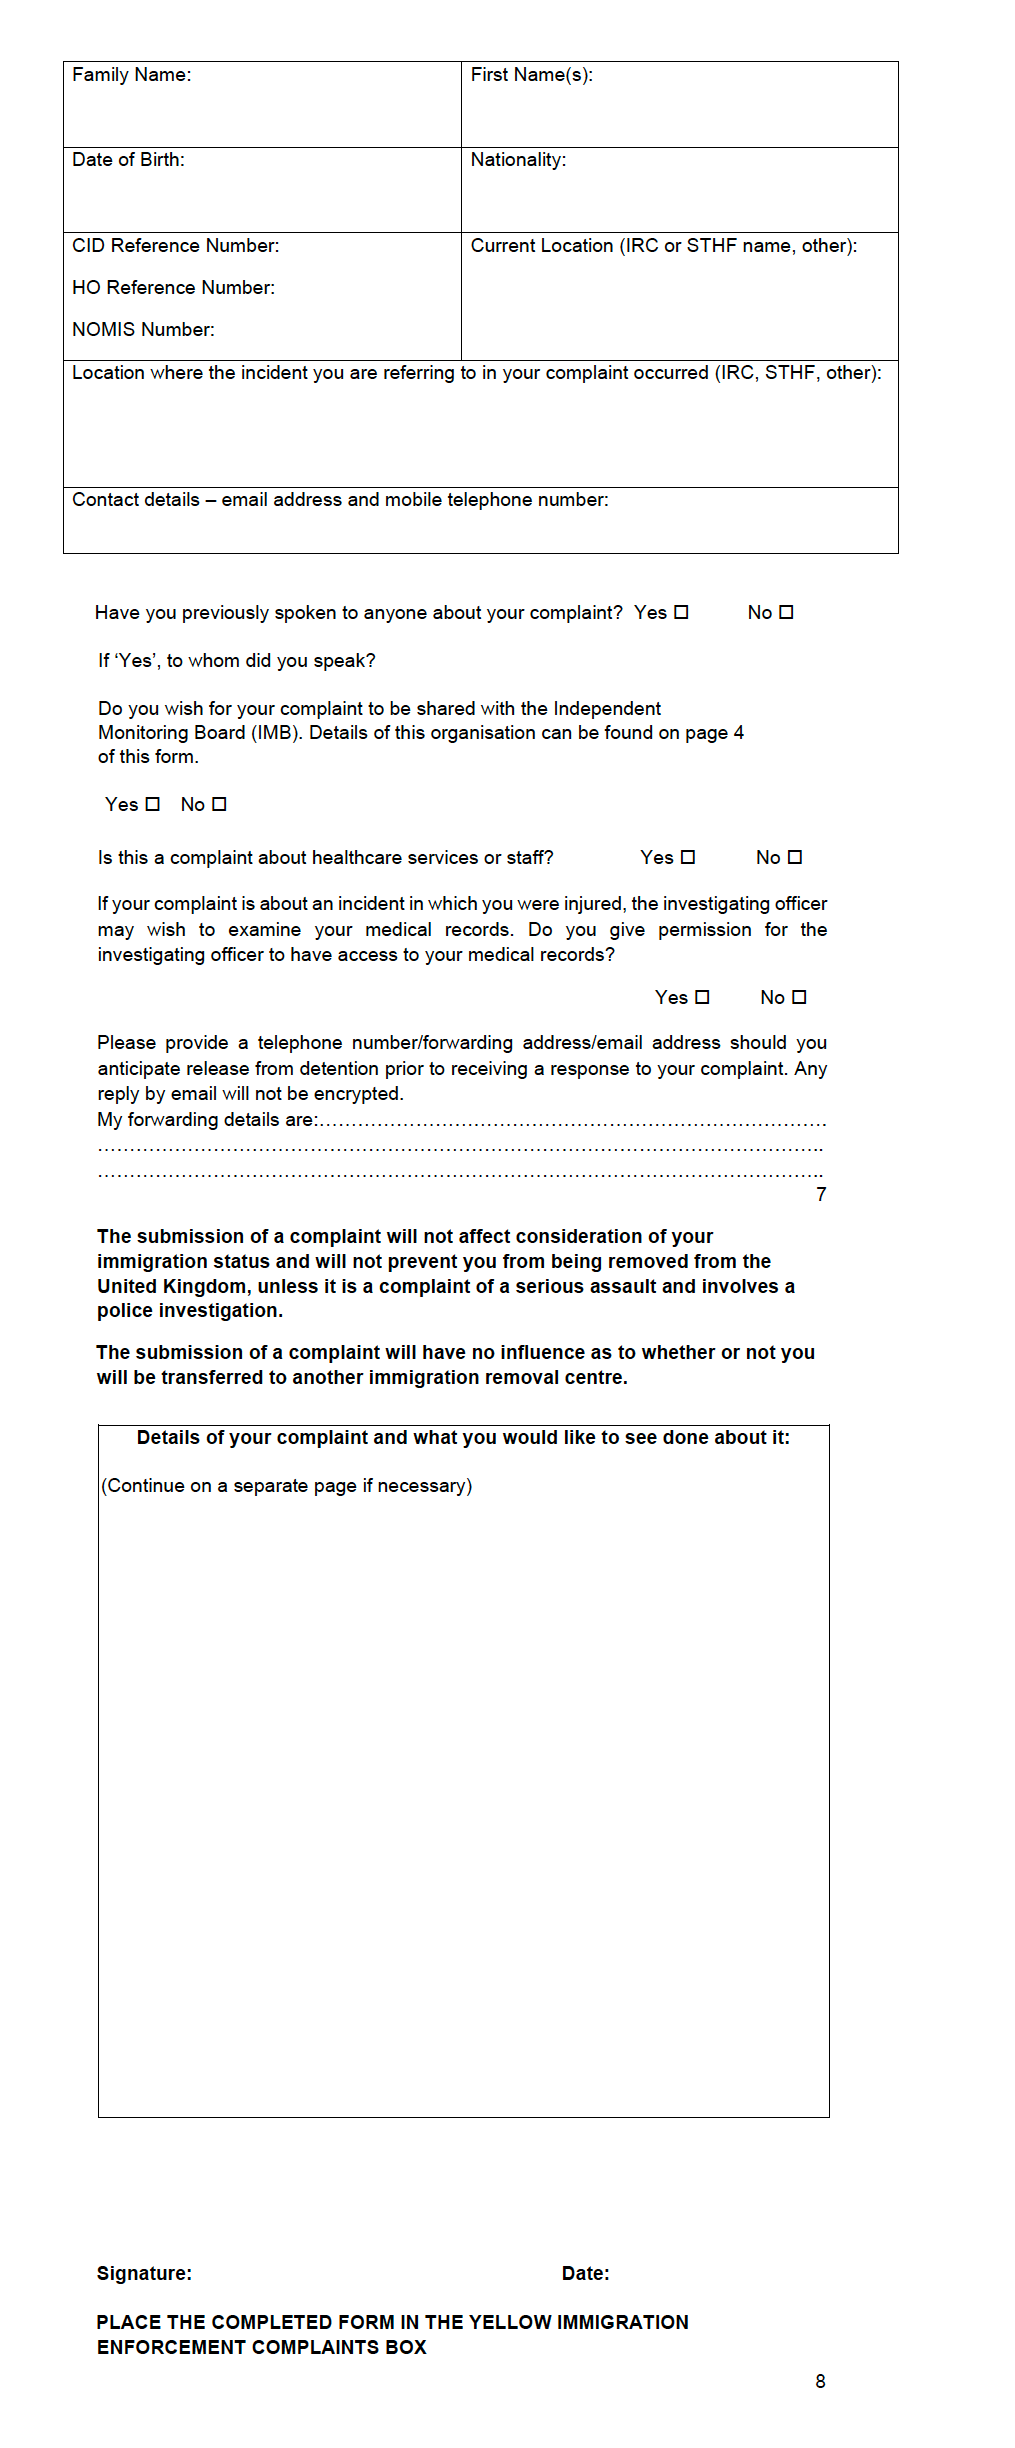 Family Name:
First Name(s):
Date of Birth:
Nationality:
CID Reference Number:
HO Reference Number:
NOMIS Number:
Current Location (IRC or STHF name, other):
Location where the incident you are referring to in your complaint occurred (IRC, STHF, other):
Contact details – email address and mobile telephone number:
Have you previously spoken to anyone about your complaint? Yes ☐ No ☐
If ‘Yes’, to whom did you speak?
Do you wish for your complaint to be shared with the Independent
Monitoring Board (IMB). Details of this organisation can be found on page 4
of this form.
Yes ☐ No ☐
Is this a complaint about healthcare services or staff? Yes ☐ No ☐
If your complaint is about an incident in which you were injured, the investigating officer
may wish to examine your medical records. Do you give permission for the
investigating officer to have access to your medical records?
Yes ☐ No ☐
Please provide a telephone number/forwarding address/email address should you
anticipate release from detention prior to receiving a response to your complaint. Any
reply by email will not be encrypted.
My forwarding details are:……………………………………………………………………
…………………………………………………………………………………………………..
…………………………………………………………………………………………………..
7
The submission of a complaint will not affect consideration of your
immigration status and will not prevent you from being removed from the
United Kingdom, unless it is a complaint of a serious assault and involves a
police investigation.
The submission of a complaint will have no influence as to whether or not you
will be transferred to another immigration removal centre.
Details of your complaint and what you would like to see done about it:
(Continue on a separate page if necessary)
Signature: Date:
PLACE THE COMPLETED FORM IN THE YELLOW IMMIGRATION
ENFORCEMENT COMPLAINTS BOX
8